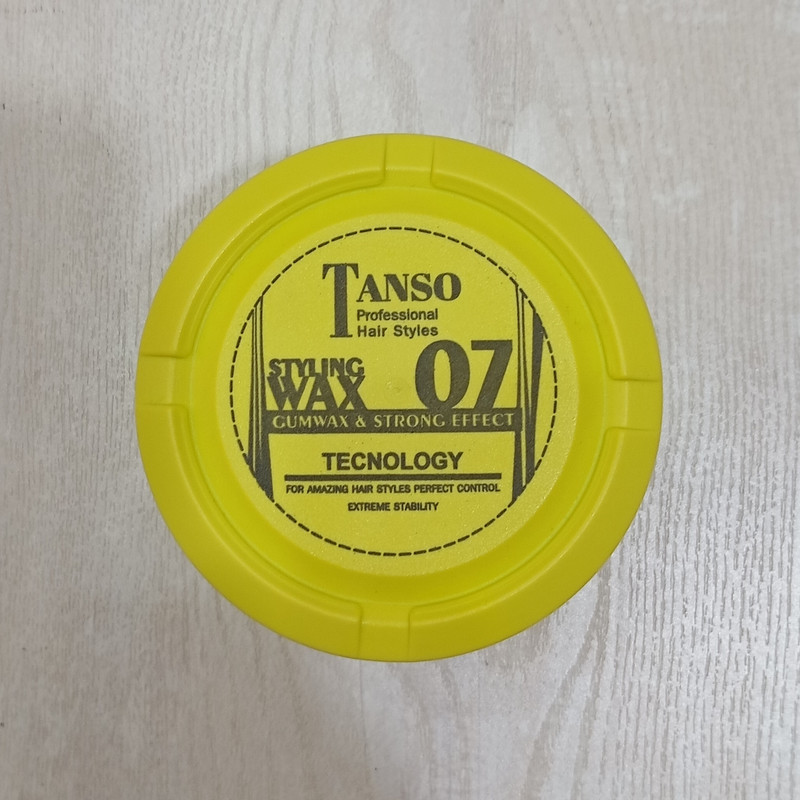 TANSO
Professional
Hair Styles
STYLING
WAX 07
GUMWAX & STRONG EFFECT
TECNOLOGY
FOR AMAZING HAIR STYLES PERFECT CONTROL
EXTREME STABILITY